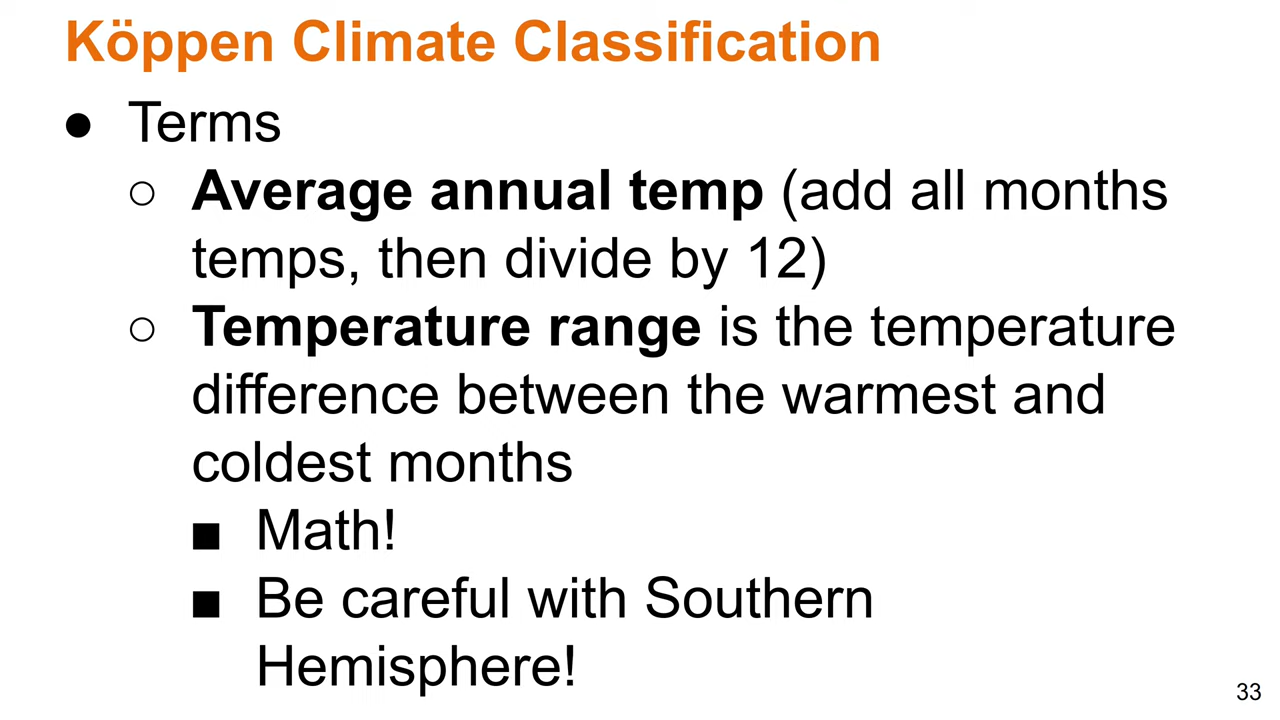 Köppen Climate Classification
● Terms
○ Average annual temp (add all months
temps, then divide by 12)
○ Temperature range is the temperature
difference between the warmest and
coldest months
■ Math!
■ Be careful with Southern
Hemisphere!
33